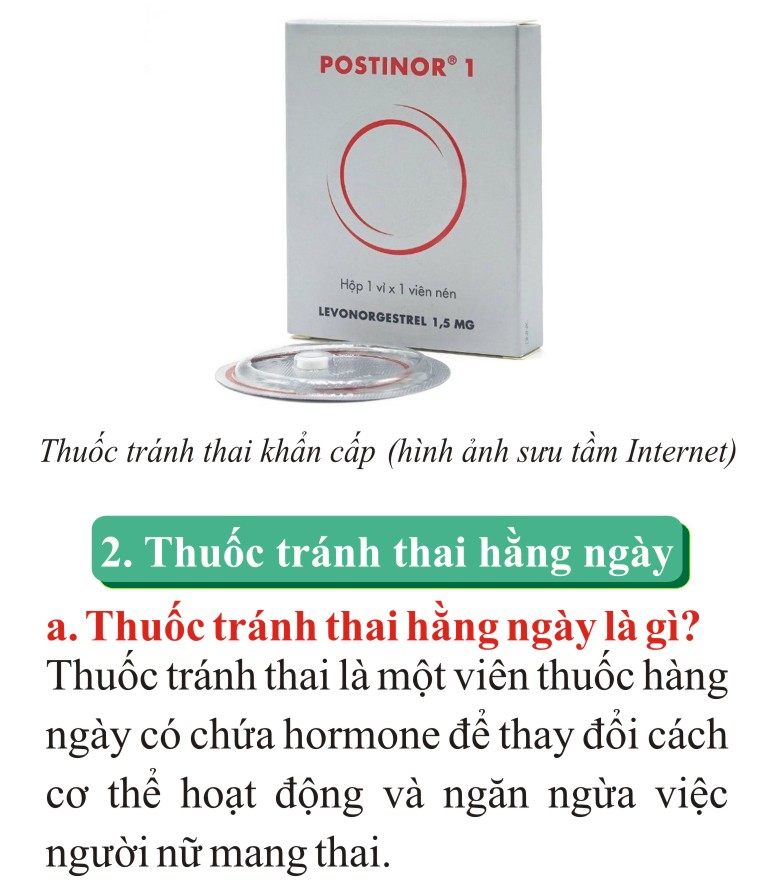 POSTINOR® 1
Hộp 1 vỉ x 1 viên nén
LEVONORGESTREL 1,5 MG
Thuốc tránh thai khẩn cấp (hình ảnh sưu tầm Internet)
2. Thuốc tránh thai hằng ngày
a. Thuốc tránh thai hằng ngày là gì?
Thuốc tránh thai là một viên thuốc hàng
ngày có chứa hormone để thay đổi cách
cơ thể hoạt động và ngăn ngừa việc
người nữ mang thai.